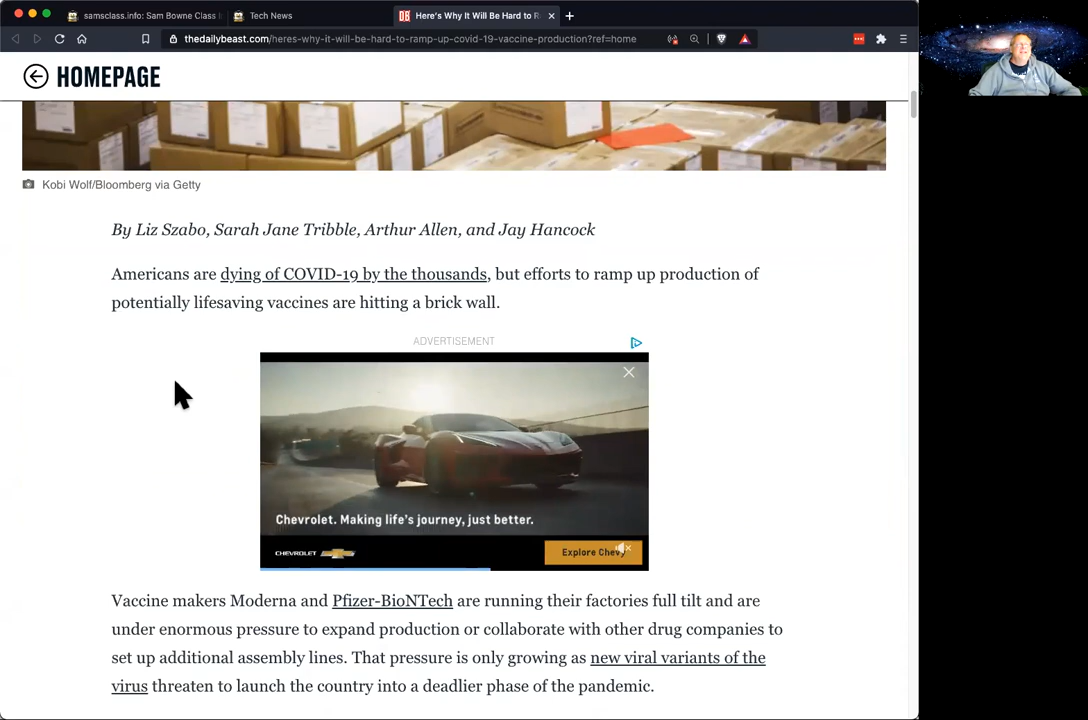 samsclass.info: Sam Bowne Class I
Tech News
Here's Why It Will Be Hard to R
thedailybeast.com/heres-why-it-will-be-hard-to-ramp-up-covid-19-vaccine-production?ref=home
HOMEPAGE
Kobi Wolf/Bloomberg via Getty
By Liz Szabo, Sarah Jane Tribble, Arthur Allen, and Jay Hancock
Americans are dying of COVID-19 by the thousands, but efforts to ramp up production of
potentially lifesaving vaccines are hitting a brick wall.
ADVERTISEMENT
Chevrolet. Making life's journey, just better.
CHEVROLET
Explore Chevy
Vaccine makers Moderna and Pfizer-BioNTech are running their factories full tilt and are
under enormous pressure to expand production or collaborate with other drug companies to
set up additional assembly lines. That pressure is only growing as new viral variants of the
virus threaten to launch the country into a deadlier phase of the pandemic.